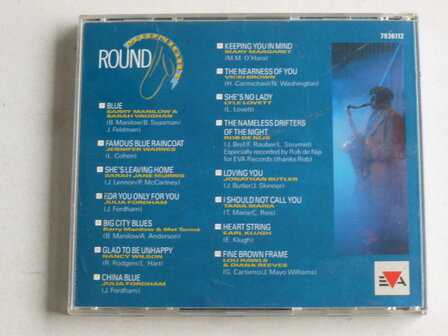 ROUND
MIDNIGHT
7936112
BLUE
BARRY MANILOW &
SARAH VAUGHAN
(B. Manilow/B. Sussman/
J. Feldman)
FAMOUS BLUE RAINCOAT
JENNIFER WARNES
(L. Cohen)
SHE'S LEAVING HOME
SARAH JANE MORRIS
(J. Lennon/P. McCartney)
FOR YOU ONLY FOR YOU
JULIA FORDHAM
(J. Fordham)
BIG CITY BLUES
Barry Manilow & Mel Tormé
(B. Manilow/A. Anderson)
GLAD TO BE UNHAPPY
NANCY WILSON
(R. Rodgers/L. Hart)
CHINA BLUE
JULIA FORDHAM
(J. Fordham)
KEEPING YOU IN MIND
MARY MARGARET
(M.M. O'Hara)
THE NEARNESS OF YOU
VICKI BROWN
(H. Carmichael/N. Washington)
SHE'S NO LADY
LYLE LOVETT
(L. Lovett)
THE NAMELESS DRIFTERS
OF THE NIGHT
ROB DE NIJS
(J. Brel/F. Rauber/L. Steymel)
Especially recorded by Rob de Nijs
for EVA Records (thanks Rob)
LOVING YOU
JONATHAN BUTLER
(J. Butler/J. Skinner)
I SHOULD NOT CALL YOU
TANIA MARIA
(T. Maria/C. Reis)
HEART STRING
EARL KLUGH
(E. Klugh)
FINE BROWN FRAME
LOU RAWLS
& DIANA REEVES
(G. Cartiero/J. Mayo Williams)
EVA